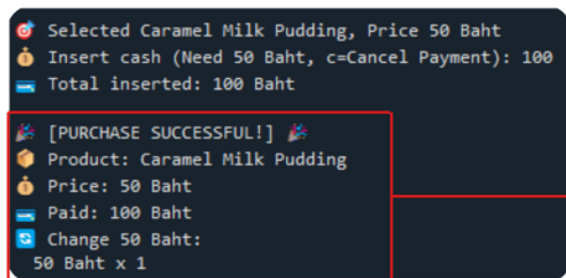 🎯 Selected Caramel Milk Pudding, Price 50 Baht
💰 Insert cash (Need 50 Baht, c=Cancel Payment): 100
💳 Total inserted: 100 Baht
🎉 [PURCHASE SUCCESSFUL!] 🎉
📦 Product: Caramel Milk Pudding
💰 Price: 50 Baht
💳 Paid: 100 Baht
🔄 Change 50 Baht:
50 Baht x 1